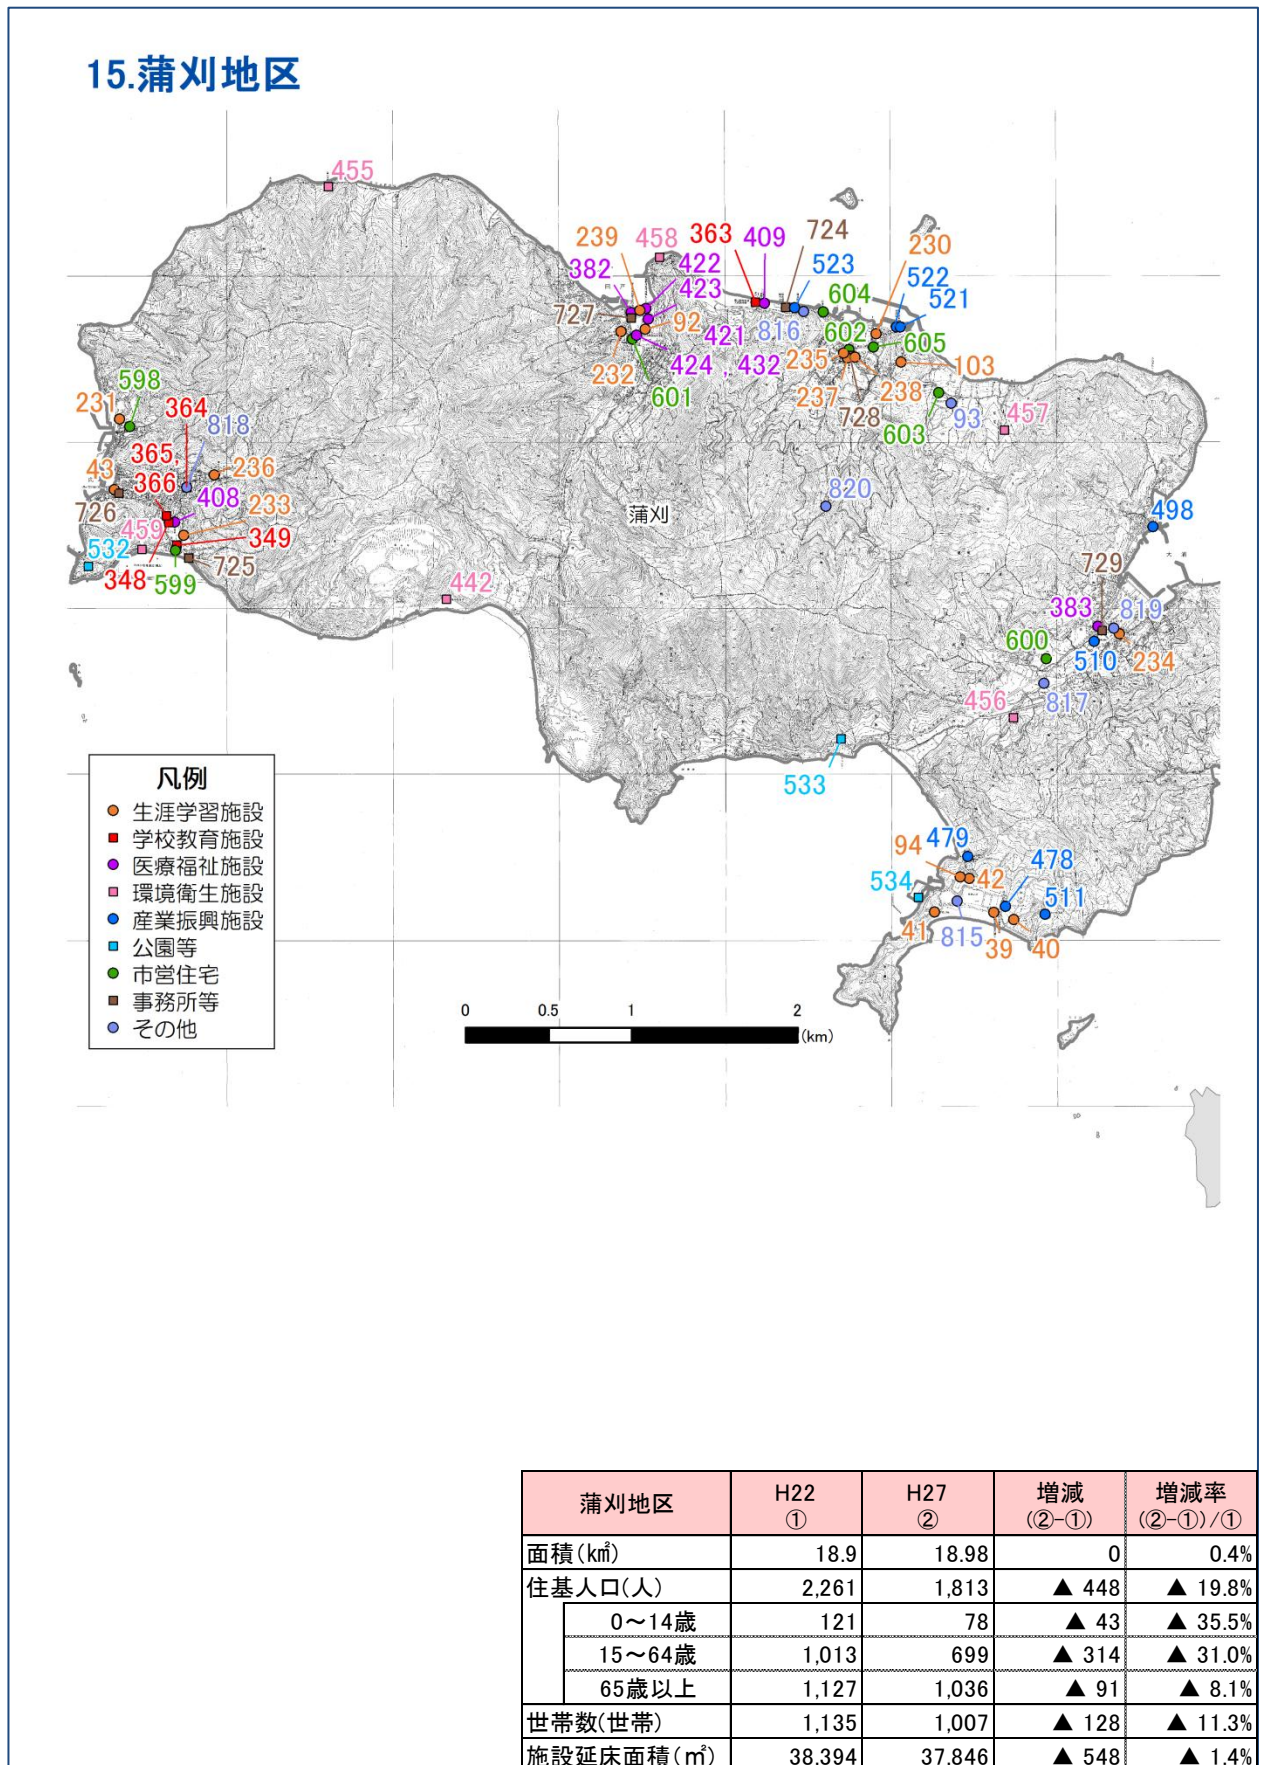 15.蒲刈地区
455
239
458
363
409
724
230
382
422
523
522
423
604
521
727
92
816
602
605
421
235
103
232
424 , 432
601
237
238
728
603
93
457
598
364
231
818
365,
43
366
236
408
233
820
蒲刈
498
726
459
349
532
725
348
599
442
729
383
819
600
510
234
456
817
533
凡例
生涯学習施設
学校教育施設
医療福祉施設
環境衛生施設
産業振興施設
公園等
市営住宅
事務所等
その他
94
479
478
42
534
511
41
815
39
40
0 0.5 1 2
(km)
蒲刈地区 H22 H27 増減 増減率
① ② (②-①) (②-①)/①
面積(k㎡) 18.9 18.98 0 0.4%
住基人口(人) 2,261 1,813 ▲ 448 ▲ 19.8%
0～14歳 121 78 ▲ 43 ▲ 35.5%
15～64歳 1,013 699 ▲ 314 ▲ 31.0%
65歳以上 1,127 1,036 ▲ 91 ▲ 8.1%
世帯数(世帯) 1,135 1,007 ▲ 128 ▲ 11.3%
施設延床面積(㎡) 38,394 37,846 ▲ 548 ▲ 1.4%